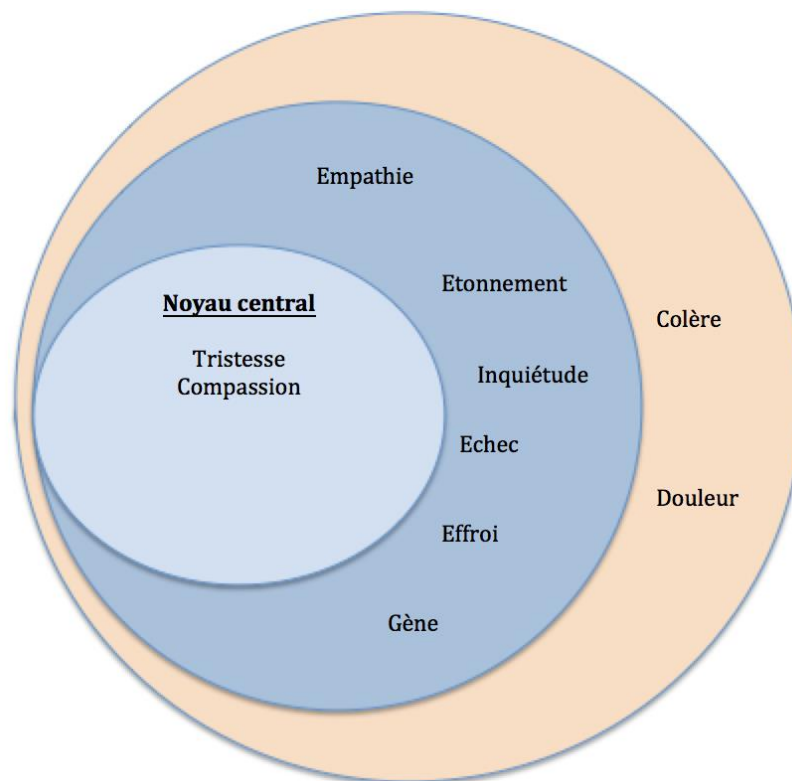 Empathie
Etonnement
Noyau central
Colère
Tristesse
Inquiétude
Compassion
Echec
Douleur
Effroi
Gène